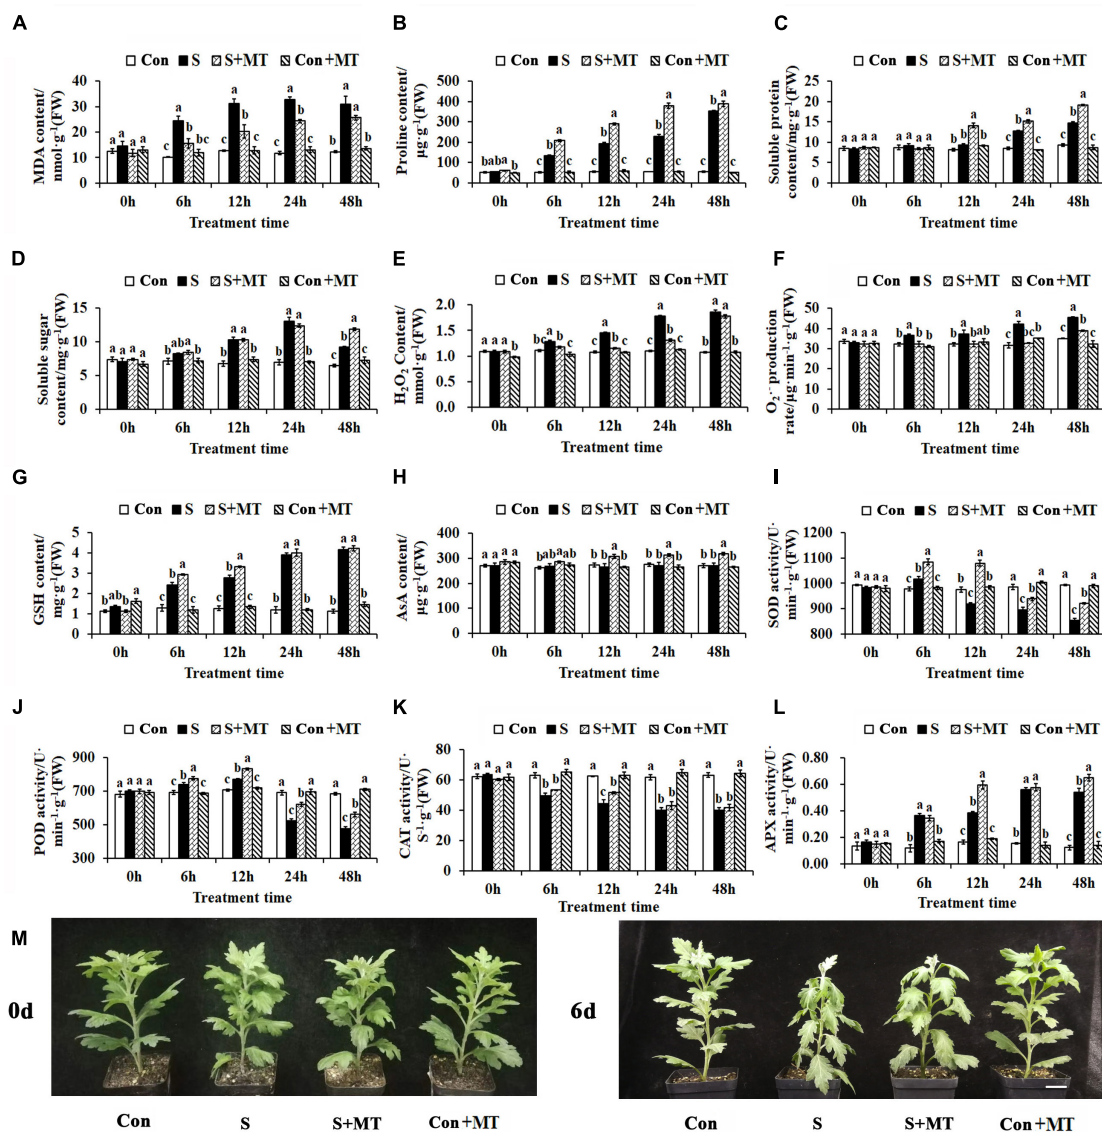 A
Con S S+MT Con+MT
MDA content/
nmol·g⁻¹(FW)
40
30
20
10
0
a a a a
c a b bc
c a b c
c a b c
c a b c
0h 6h 12h 24h 48h
Treatment time
B
Con S S+MT Con+MT
Proline content/
μg·g⁻¹(FW)
500
400
300
200
100
0
ba ba a b
c b a c
c b a c
c b a c
c b a c
0h 6h 12h 24h 48h
Treatment time
C
Con S S+MT Con+MT
Soluble protein
content/mg·g⁻¹(FW)
25
20
15
10
5
0
a a a a
a a a a
b b a b
c b a c
c b a c
0h 6h 12h 24h 48h
Treatment time
D
Con S S+MT Con+MT
Soluble sugar
content/mg·g⁻¹(FW)
15
10
5
0
a a a a
b a a b
b a a b
b a a b
c b a c
0h 6h 12h 24h 48h
Treatment time
E
Con S S+MT Con+MT
H₂O₂ Content/
mmol·g⁻¹(FW)
2.0
1.5
1.0
0.5
0.0
a a a b
bc a b c
c a b c
c a b c
b a a b
0h 6h 12h 24h 48h
Treatment time
F
Con S S+MT Con+MT
O₂·⁻ production
rate/μg·min⁻¹·g⁻¹(FW)
50
40
30
20
10
0
a a a a
b a b b
b a b ab
c a bc b
c a b c
0h 6h 12h 24h 48h
Treatment time
G
Con S S+MT Con+MT
GSH content/
mg·g⁻¹(FW)
5
4
3
2
1
0
b ab b a
c b a c
c b a c
b a a b
b a a b
0h 6h 12h 24h 48h
Treatment time
H
Con S S+MT Con+MT
AsA content/
μg·g⁻¹(FW)
400
300
200
100
0
a a a a
b ab a ab
b b a b
b b a b
b b a b
0h 6h 12h 24h 48h
Treatment time
I
Con S S+MT Con+MT
SOD activity/U·
min⁻¹·g⁻¹(FW)
1200
1100
1000
900
800
a a a a
c b a c
b c a b
a c b a
a c b a
0h 6h 12h 24h 48h
Treatment time
J
Con S S+MT Con+MT
POD activity/U·
min⁻¹·g⁻¹(FW)
900
700
500
300
a a a a
c b a c
c b a c
a c b a
a c b a
0h 6h 12h 24h 48h
Treatment time
K
Con S S+MT Con+MT
CAT activity/U·
S⁻¹·g⁻¹(FW)
80
60
40
20
0
a a a a
a b b a
a c b a
a b b a
a b b a
0h 6h 12h 24h 48h
Treatment time
L
Con S S+MT Con+MT
APX activity/U·
min⁻¹·g⁻¹(FW)
0.80
0.60
0.40
0.20
0.00
a a a a
c a a b
c b a c
b a a b
c b a c
0h 6h 12h 24h 48h
Treatment time
M
0d 6d
Con S S+MT Con+MT Con S S+MT Con+MT